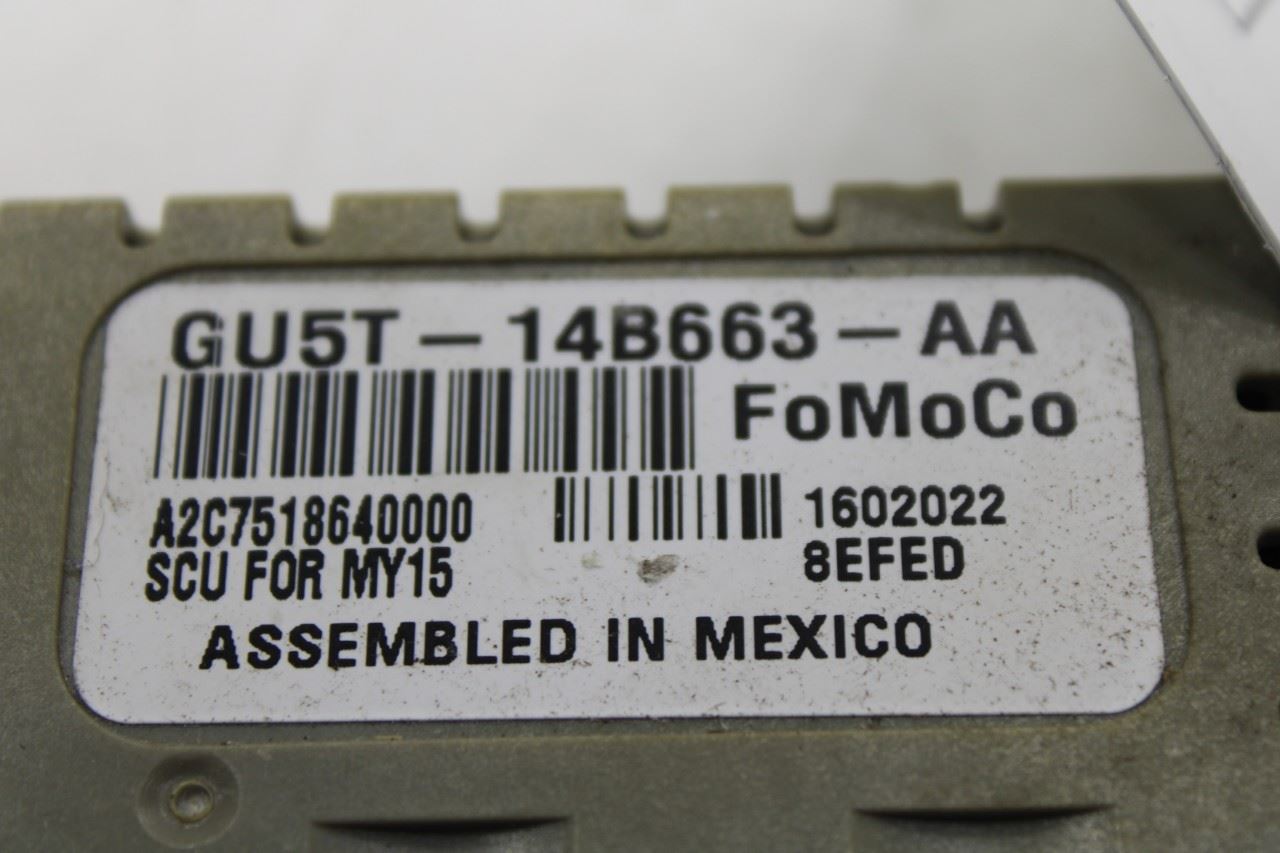 GU5T-14B663-AA
FoMoCo
A2C7518640000
1602022
SCU FOR MY15
8EFED
ASSEMBLED IN MEXICO